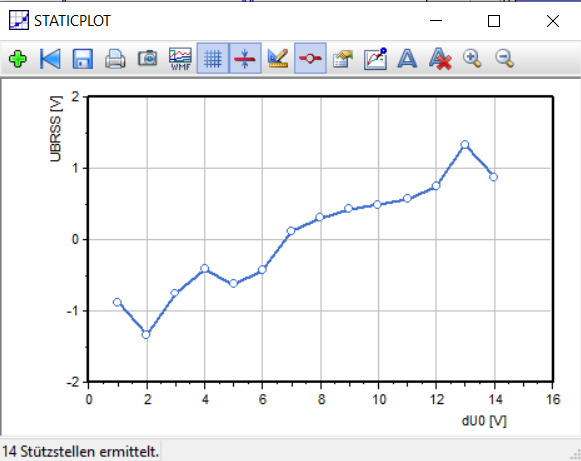 STATICPLOT
WMF
UBRSS [V]
2
1
0
-1
-2
0 2 4 6 8 10 12 14 16
dU0 [V]
14 Stützstellen ermittelt.